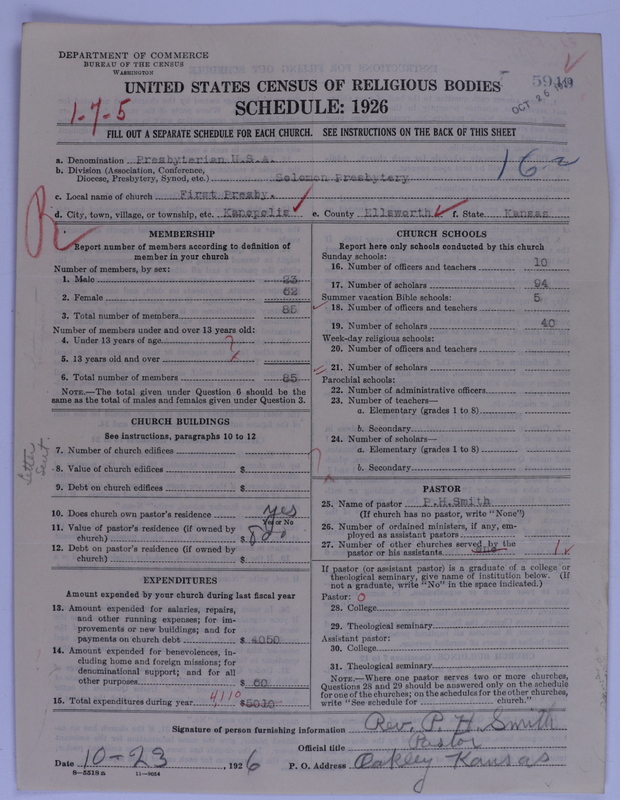 DEPARTMENT OF COMMERCE
BUREAU OF THE CENSUS
WASHINGTON
UNITED STATES CENSUS OF RELIGIOUS BODIES
SCHEDULE: 1926
OCT 26
1-7-5
FILL OUT A SEPARATE SCHEDULE FOR EACH CHURCH. SEE INSTRUCTIONS ON THE BACK OF THIS SHEET
a. Denomination Presbyterian U.S.A.
16-2
b. Division (Association, Conference,
Diocese, Presbytery, Synod, etc.) Solomon Presbytery
c. Local name of church First Presby.
d. City, town, village, or township, etc. Kanopolis e. County Ellsworth f. State Kansas
MEMBERSHIP
Report number of members according to definition of
member in your church
Number of members, by sex:
1. Male 23
2. Female 62
3. Total number of members 85
Number of members under and over 13 years old:
4. Under 13 years of age ?
5. 13 years old and over
6. Total number of members 85
NOTE.—The total given under Question 6 should be
same as the total of males and females given under Question 3.
CHURCH BUILDINGS
See instructions, paragraphs 10 to 12
Letter
Sent
7. Number of church edifices
8. Value of church edifices $
9. Debt on church edifices $
10. Does church own pastor's residence yes
Yes or No
11. Value of pastor's residence (if owned by
church) $
12. Debt on pastor's residence (if owned by
church) $
EXPENDITURES
Amount expended by your church during last fiscal year
13. Amount expended for salaries, repairs,
and other running expenses; for im-
provements or new buildings; and for
payments on church debt $ 4050
14. Amount expended for benevolences, in-
cluding home and foreign missions; for
denominational support; and for all
other purposes $ 60
4110
15. Total expenditures during year $5010
CHURCH SCHOOLS
Report here only schools conducted by this church
Sunday schools:
16. Number of officers and teachers 10
17. Number of scholars 94
Summer vacation Bible schools:
18. Number of officers and teachers 5
19. Number of scholars 40
Week-day religious schools:
20. Number of officers and teachers
21. Number of scholars
Parochial schools:
22. Number of administrative officers
23. Number of teachers—
a. Elementary (grades 1 to 8)
b. Secondary
24. Number of scholars—
a. Elementary (grades 1 to 8)
b. Secondary
PASTOR
25. Name of pastor P.H.Smith
(If church has no pastor, write "None")
26. Number of ordained ministers, if any, em-
ployed as assistant pastors
27. Number of other churches served by the
pastor or his assistants one 1
If pastor (or assistant pastor) is a graduate of a college or
theological seminary, give name of institution below. (If
not a graduate, write "No" in the space indicated.)
Pastor: 0
28. College
29. Theological seminary
Assistant pastor:
30. College
31. Theological seminary
NOTE.—Where one pastor serves two or more churches,
Questions 28 and 29 should be answered only on the schedule
for one of the churches; on the schedules for the other churches,
write "See schedule for church."
Signature of person furnishing information Rev. P. H. Smith
Official title Pastor
Date 10-23, 1926 P. O. Address Oakley Kansas
8—5518 a 11—9054